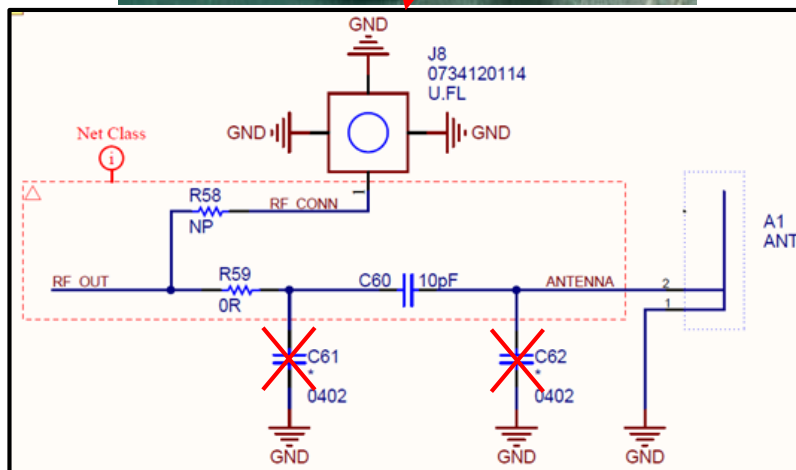 GND
J8
0734120114
U.FL
GND
GND
Net Class
i
1
R58
RF_CONN
NP
A1
ANT
R59
C60
10pF
ANTENNA
2
RF_OUT
0R
1
C61
*
0402
C62
*
0402
GND
GND
GND